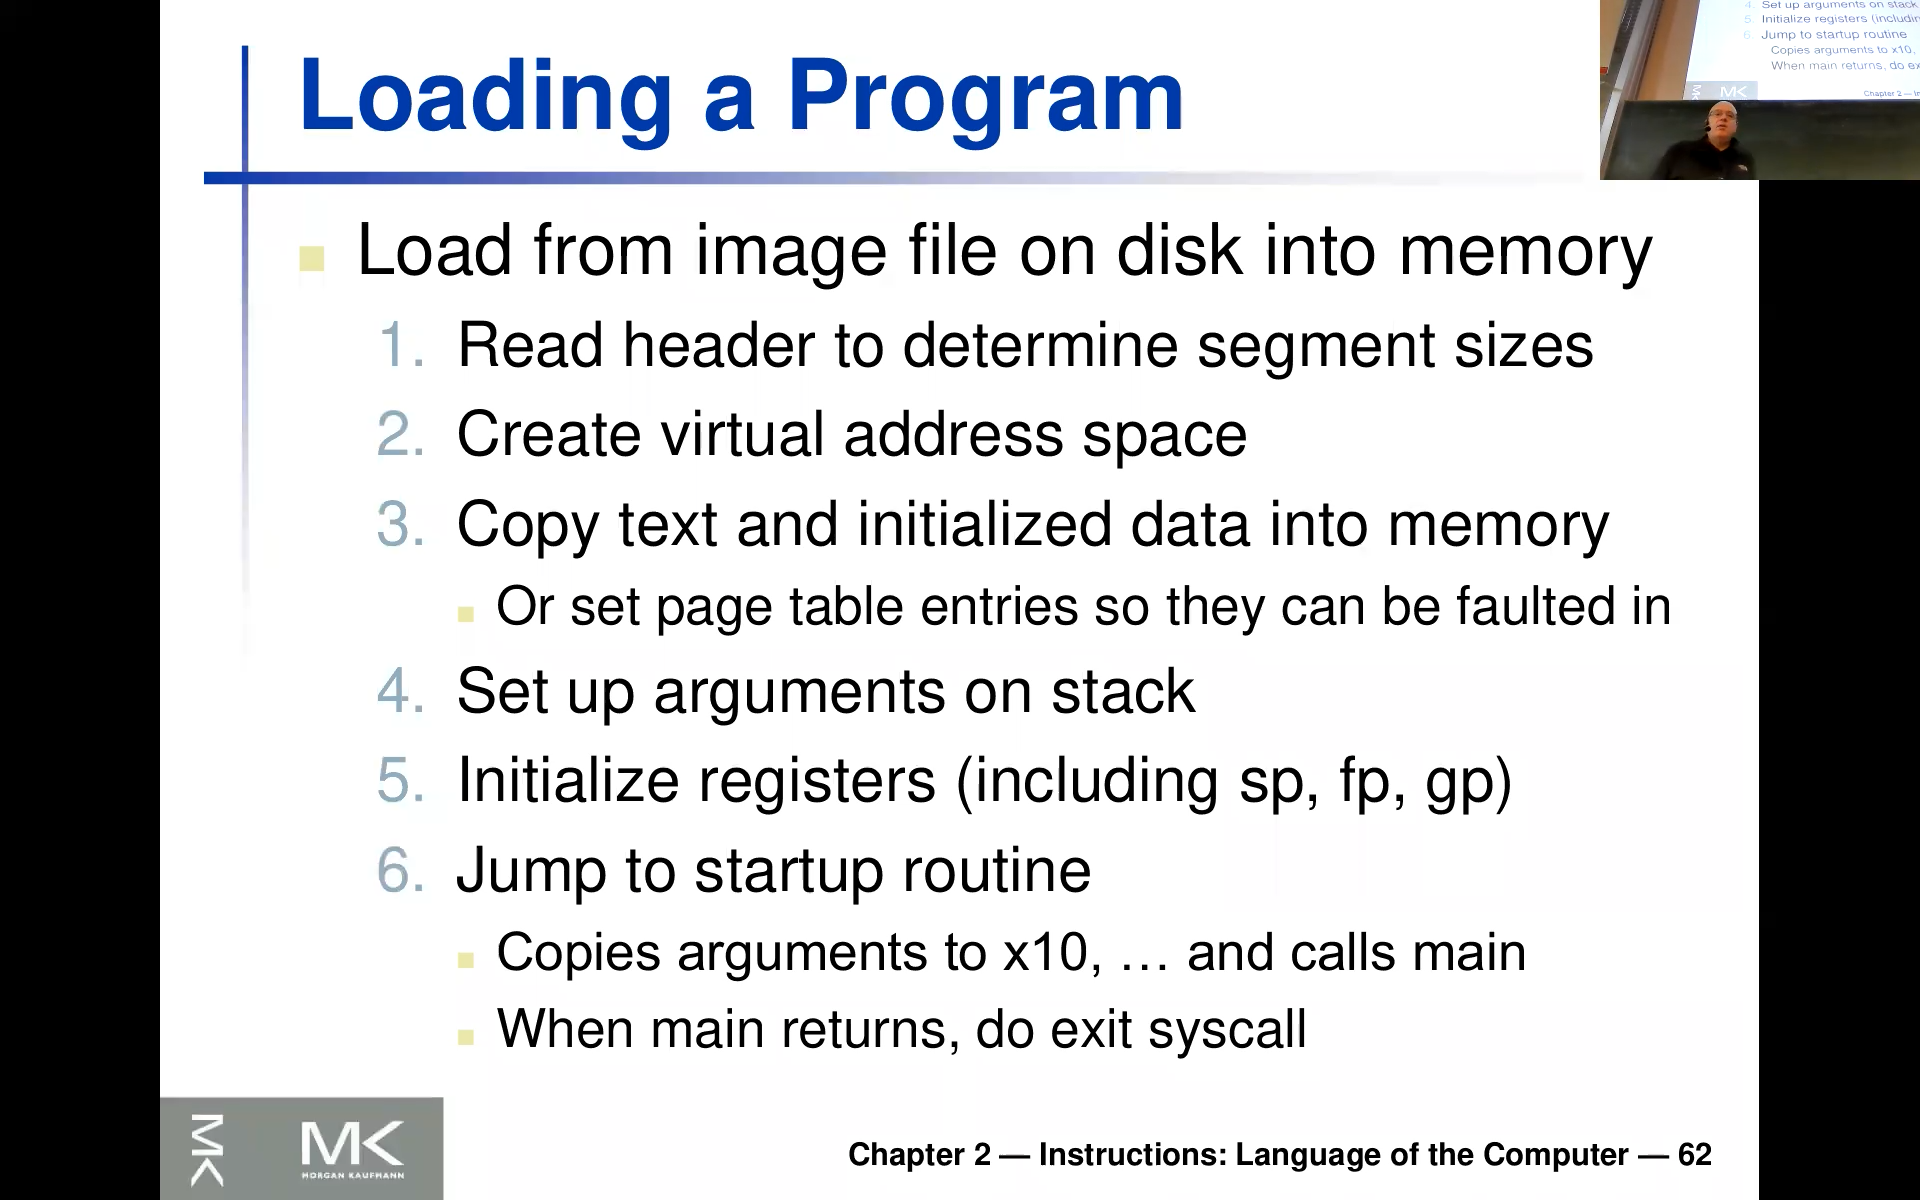 Loading a Program
Load from image file on disk into memory
1. Read header to determine segment sizes
2. Create virtual address space
3. Copy text and initialized data into memory
Or set page table entries so they can be faulted in
4. Set up arguments on stack
5. Initialize registers (including sp, fp, gp)
6. Jump to startup routine
Copies arguments to x10, … and calls main
When main returns, do exit syscall
MK
MK
MORGAN KAUFMANN
Chapter 2 — Instructions: Language of the Computer — 62
4. Set up arguments on stack
5. Initialize registers
6. Jump to startup routine
Copies arguments to x10,
When main returns, do
MK
MK
Chapter 2 —